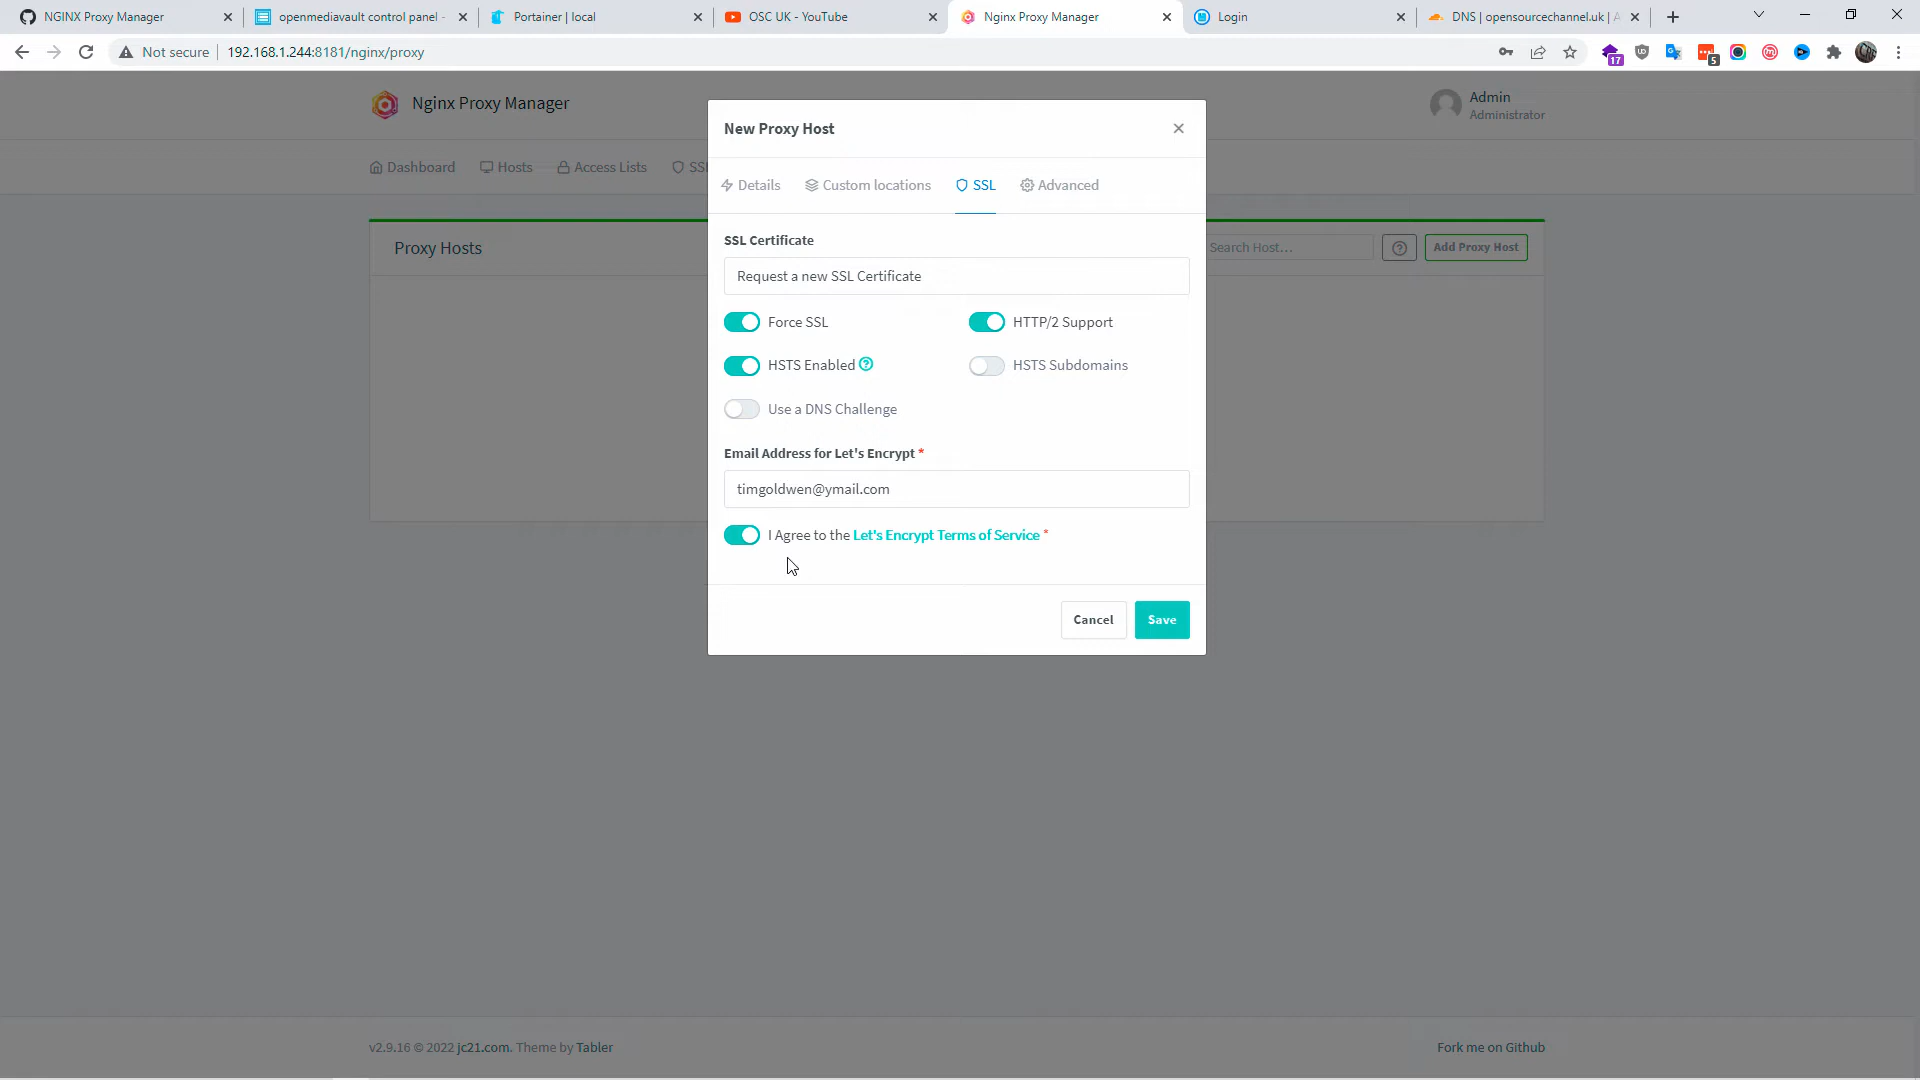 NGINX Proxy Manager
openmediavault control panel -
Portainer | local
OSC UK - YouTube
Nginx Proxy Manager
Login
DNS | opensourcechannel.uk | A
Not secure
192.168.1.244:8181/nginx/proxy
17
5
Nginx Proxy Manager
Admin
Administrator
Dashboard
Hosts
Access Lists
SSL
New Proxy Host
Details
Custom locations
SSL
Advanced
Proxy Hosts
Search Host...
Add Proxy Host
SSL Certificate
Request a new SSL Certificate
Force SSL
HTTP/2 Support
HSTS Enabled
HSTS Subdomains
Use a DNS Challenge
Email Address for Let's Encrypt *
timgoldwen@ymail.com
I Agree to the Let's Encrypt Terms of Service *
Cancel
Save
v2.9.16 © 2022 jc21.com. Theme by Tabler
Fork me on Github